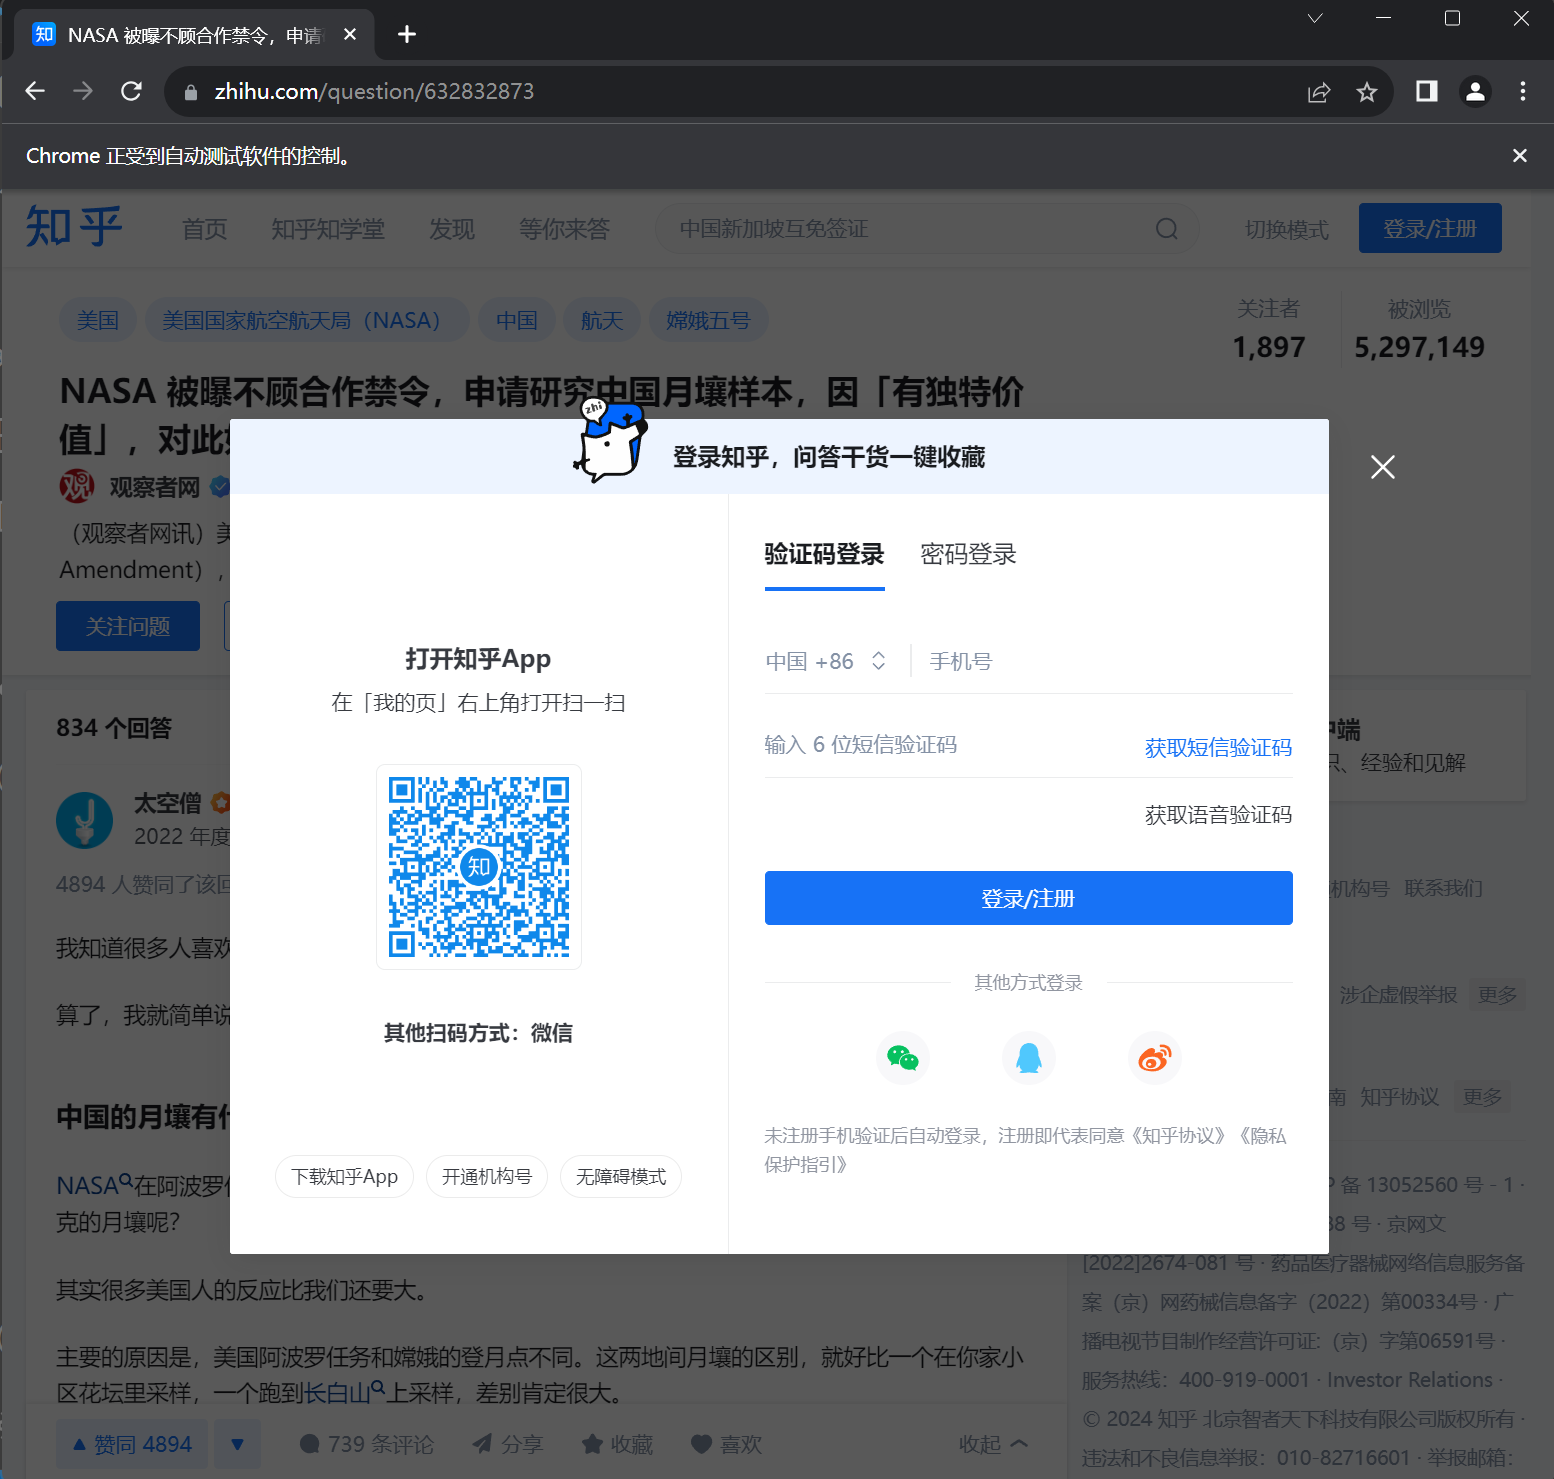 知 NASA 被曝不顾合作禁令，申请
zhihu.com/question/632832873
Chrome 正受到自动测试软件的控制。
知乎 首页 知乎知学堂 发现 等你来答 中国新加坡互免签证 切换模式 登录/注册
美国 美国国家航空航天局（NASA） 中国 航天 嫦娥五号
关注者 被浏览
1,897 5,297,149
NASA 被曝不顾合作禁令，申请研究中国月壤样本，因「有独特价
值」，对此
观 观察者网
（观察者网讯）美
Amendment），
关注问题
zhi
登录知乎，问答干货一键收藏
打开知乎App
在「我的页」右上角打开扫一扫
知
其他扫码方式：微信
下载知乎App 开通机构号 无障碍模式
验证码登录 密码登录
中国 +86 手机号
输入 6 位短信验证码 获取短信验证码
获取语音验证码
登录/注册
其他方式登录
未注册手机验证后自动登录，注册即代表同意《知乎协议》《隐私
保护指引》
834 个回答
太空僧
2022 年度
4894 人赞同了该回
我知道很多人喜欢
算了，我就简单说
中国的月壤有什
NASA在阿波罗任
克的月壤呢？
其实很多美国人的反应比我们还要大。
主要的原因是，美国阿波罗任务和嫦娥的登月点不同。这两地间月壤的区别，就好比一个在你家小
区花坛里采样，一个跑到长白山上采样，差别肯定很大。
赞同 4894 739 条评论 分享 收藏 喜欢 收起
户端
识、经验和见解
机构号 联系我们
涉企虚假举报 更多
南 知乎协议 更多
P 备 13052560 号 - 1 ·
88 号 · 京网文
[2022]2674-081 号 · 药品医疗器械网络信息服务备
案（京）网药械信息备字（2022）第00334号 · 广
播电视节目制作经营许可证:（京）字第06591号 ·
服务热线：400-919-0001 · Investor Relations ·
© 2024 知乎 北京智者天下科技有限公司版权所有 ·
违法和不良信息举报：010-82716601 · 举报邮箱：